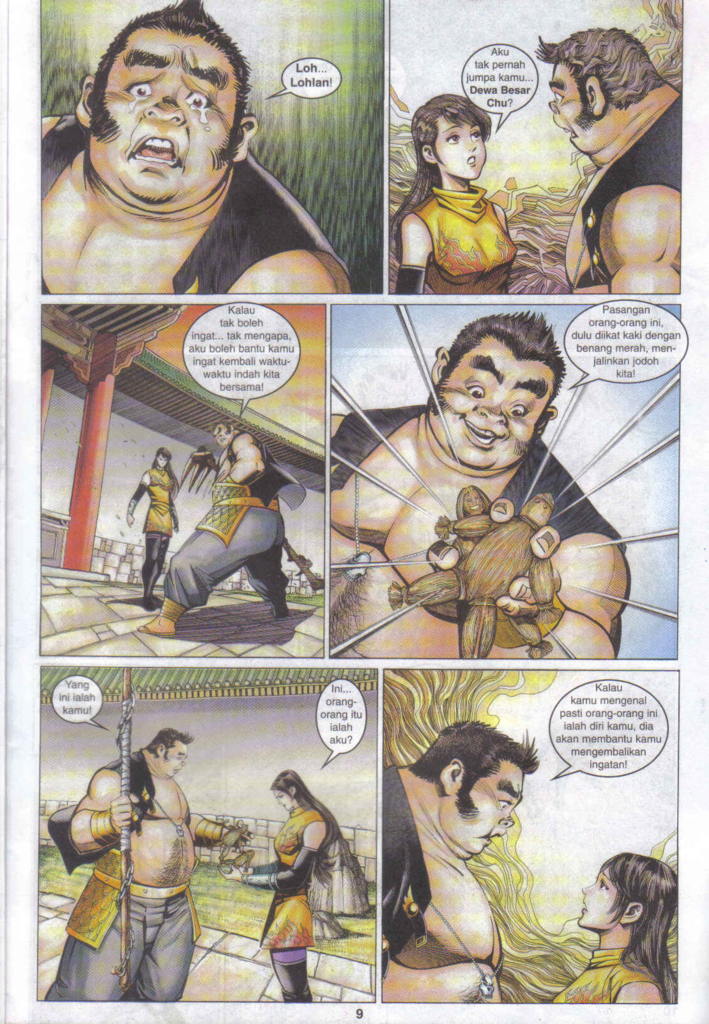 Loh...
Lohlan!
Aku
tak pernah
jumpa kamu...
Dewa Besar
Chu?
Kalau
tak boleh
ingat... tak mengapa,
aku boleh bantu kamu
ingat kembali waktu-
waktu indah kita
bersama!
Pasangan
orang-orang ini,
dulu diikat kaki dengan
benang merah, men-
jalinkan jodoh
kita!
Yang
ini ialah
kamu!
Ini...
orang-
orang itu
ialah
aku?
Kalau
kamu mengenal
pasti orang-orang ini
ialah diri kamu, dia
akan membantu kamu
mengembalikan
ingatan!
9